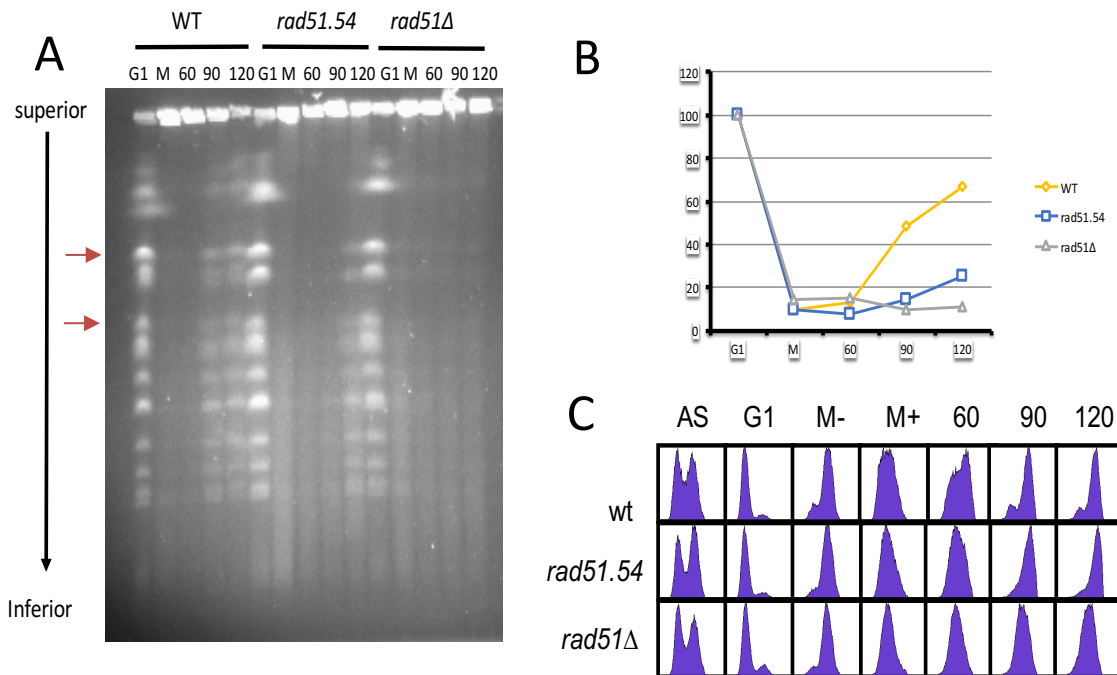 A
WT rad51.54 rad51Δ
G1 M 60 90 120 G1 M 60 90 120 G1 M 60 90 120
superior
Inferior
B
120
100
80
60
40
20
0
G1 M 60 90 120
WT
rad51.54
rad51Δ
C
AS G1 M- M+ 60 90 120
wt
rad51.54
rad51Δ